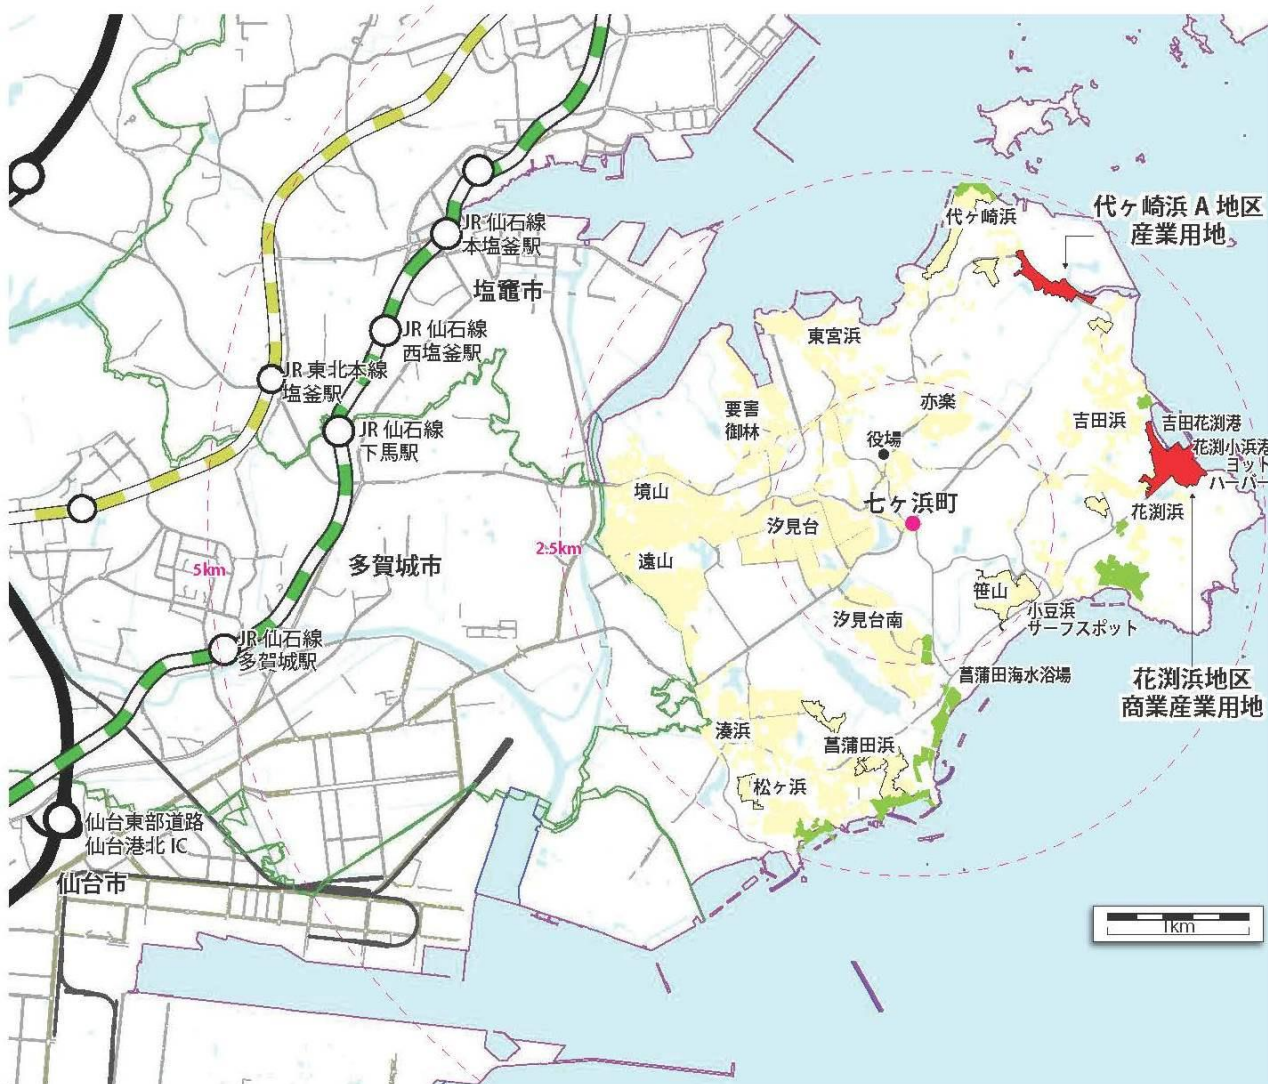 代ヶ崎浜 A 地区
産業用地
代ヶ崎浜
JR 仙石線
本塩釜駅
塩竈市
JR 仙石線
西塩釜駅
東宮浜
JR 東北本線
塩釜駅
要害
御林
亦楽
吉田浜
吉田花渕港
花渕小浜港
ヨット
ハーバー
JR 仙石線
下馬駅
役場
境山
七ヶ浜町
花渕浜
汐見台
2.5km
遠山
5km
多賀城市
笹山
小豆浜
サーフスポット
汐見台南
JR 仙石線
多賀城駅
菖蒲田海水浴場
花渕浜地区
商業産業用地
湊浜
菖蒲田浜
松ヶ浜
仙台東部道路
仙台港北 IC
仙台市
1km